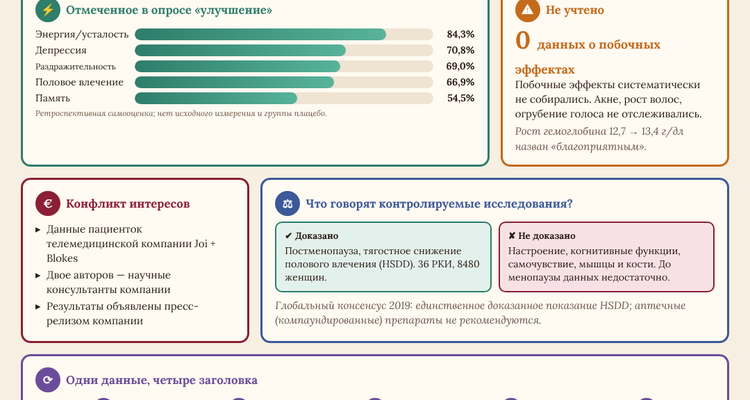 Отмеченное в опросе «улучшение»
Энергия/усталость 84,3%
Депрессия 70,8%
Раздражительность 69,0%
Половое влечение 66,9%
Память 54,5%
Ретроспективная самооценка; нет исходного измерения и группы плацебо.
Не учтено
0 данных о побочных
эффектах
Побочные эффекты систематически
не собирались. Акне, рост волос,
огрубение голоса не отслеживались.
Рост гемоглобина 12,7 → 13,4 г/дл
назван «благоприятным».
€ Конфликт интересов
▸ Данные пациенток
телемедицинской компании Joi +
Blokes
▸ Двое авторов — научные
консультанты компании
▸ Результаты объявлены пресс-
релизом компании
Что говорят контролируемые исследования?
✔ Доказано
Постменопауза, тягостное снижение
полового влечения (HSDD). 36 РКИ, 8480
женщин.
✘ Не доказано
Настроение, когнитивные функции,
самочувствие, мышцы и кости. До
менопаузы данных недостаточно.
Глобальный консенсус 2019: единственное доказанное показание HSDD; аптечные
(компаундированные) препараты не рекомендуются.
Одни данные, четыре заголовка